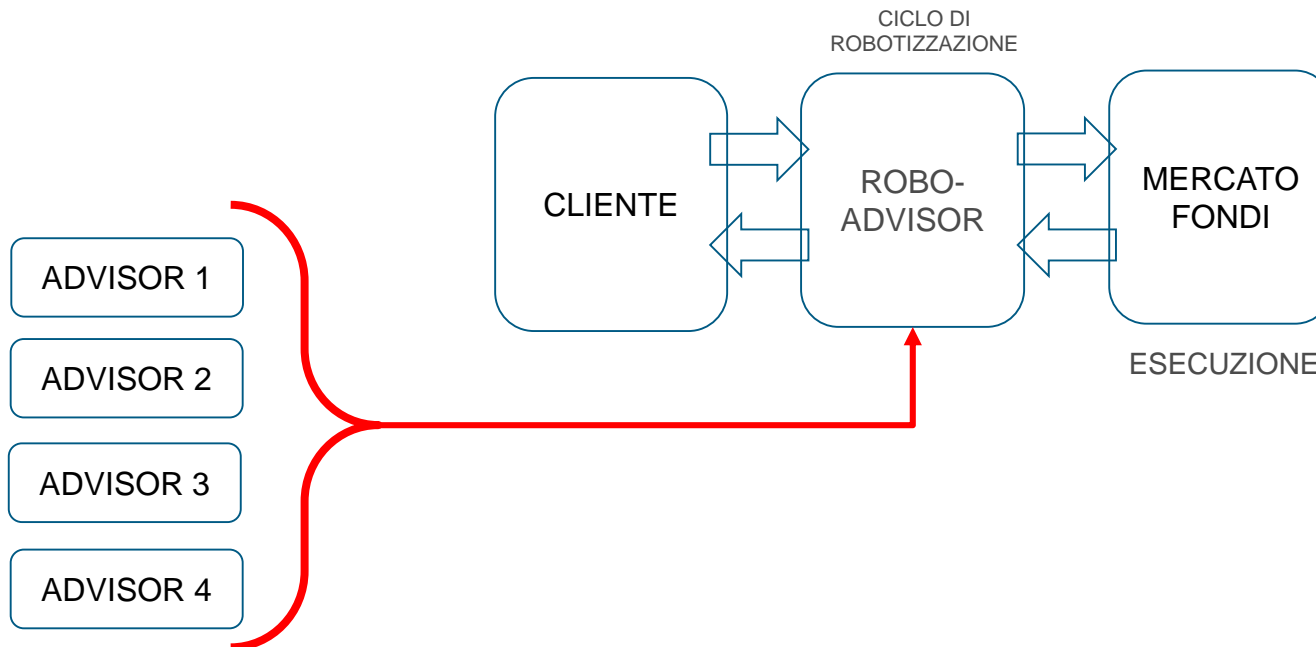 CICLO DI
ROBOTIZZAZIONE
CLIENTE
ROBO-
ADVISOR
MERCATO
FONDI
ESECUZIONE
ADVISOR 1
ADVISOR 2
ADVISOR 3
ADVISOR 4